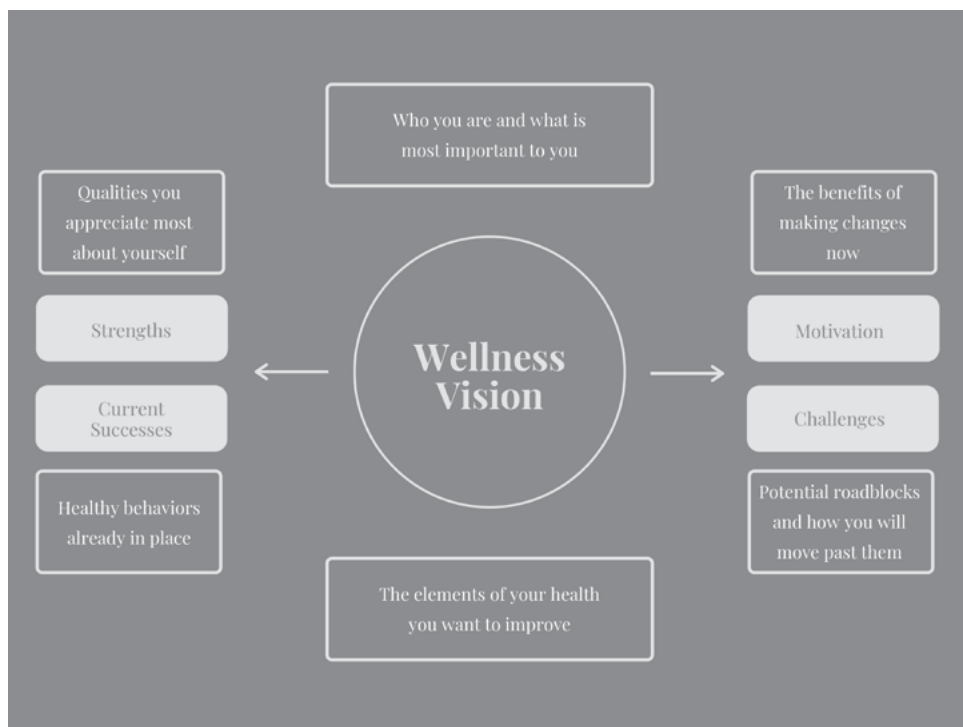 Who you are and what is
most important to you
Qualities you
appreciate most
about yourself
Strengths
Current
Successes
Healthy behaviors
already in place
Wellness
Vision
The benefits of
making changes
now
Motivation
Challenges
Potential roadblocks
and how you will
move past them
The elements of your health
you want to improve